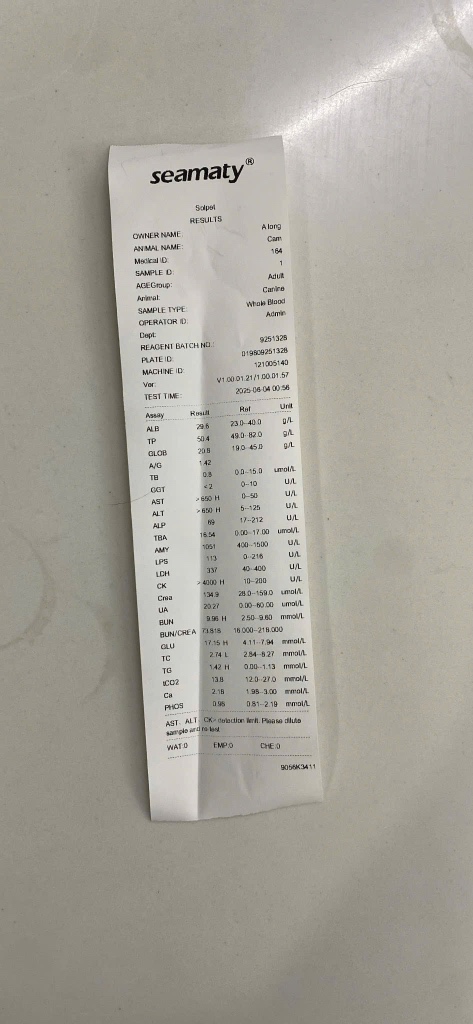 seamaty®
Solpet
RESULTS
OWNER NAME: A long
ANIMAL NAME: Cam
Medical ID: 164
SAMPLE ID: 1
AGEGroup: Adult
Animal: Canine
SAMPLE TYPE: Whole Blood
OPERATOR ID: Admin
Dept:
REAGENT BATCH NO.: 9251328
PLATE ID: 019809251328
MACHINE ID: 121005140
Ver: V1.00.01.21/1.00.01.57
TEST TIME: 2025-06-04 00:56
Assay Result Ref Unit
ALB 29.6 23.0--40.0 g/L
TP 50.4 49.0--82.0 g/L
GLOB 20.8 19.0--45.0 g/L
A/G 1.42
TB 0.8 0.0--15.0 umol/L
GGT <2 0--10 U/L
AST >650 H 0--50 U/L
ALT >650 H 5--125 U/L
ALP 69 17--212 U/L
TBA 16.54 0.00--17.00 umol/L
AMY 1051 400--1500 U/L
LPS 113 0--216 U/L
LDH 337 40--400 U/L
CK >4000 H 10--200 U/L
Crea 134.9 28.0--159.0 umol/L
UA 20.27 0.00--60.00 umol/L
BUN 9.96 H 2.50--9.60 mmol/L
BUN/CREA 73.818 16.000--218.000
GLU 17.15 H 4.11--7.94 mmol/L
TC 2.74 L 2.84--8.27 mmol/L
TG 1.42 H 0.00--1.13 mmol/L
tCO2 13.8 12.0--27.0 mmol/L
Ca 2.18 1.98--3.00 mmol/L
PHOS 0.96 0.81--2.19 mmol/L
AST ALT CK> detection limit. Please dilute
sample and re-test
WAT:0 EMP:0 CHE:0
9056K3411